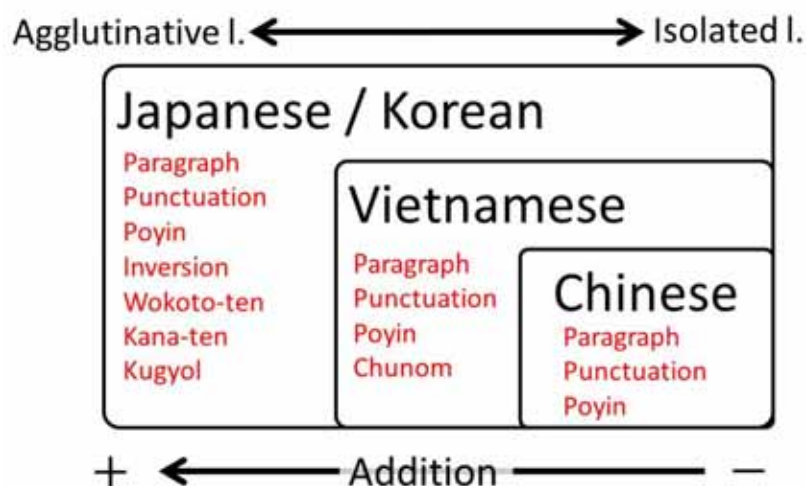 Agglutinative l. Isolated l.
Japanese / Korean
Paragraph
Punctuation
Poyin
Inversion
Wokoto-ten
Kana-ten
Kugyol
Vietnamese
Paragraph
Punctuation
Poyin
Chunom
Chinese
Paragraph
Punctuation
Poyin
+ Addition −